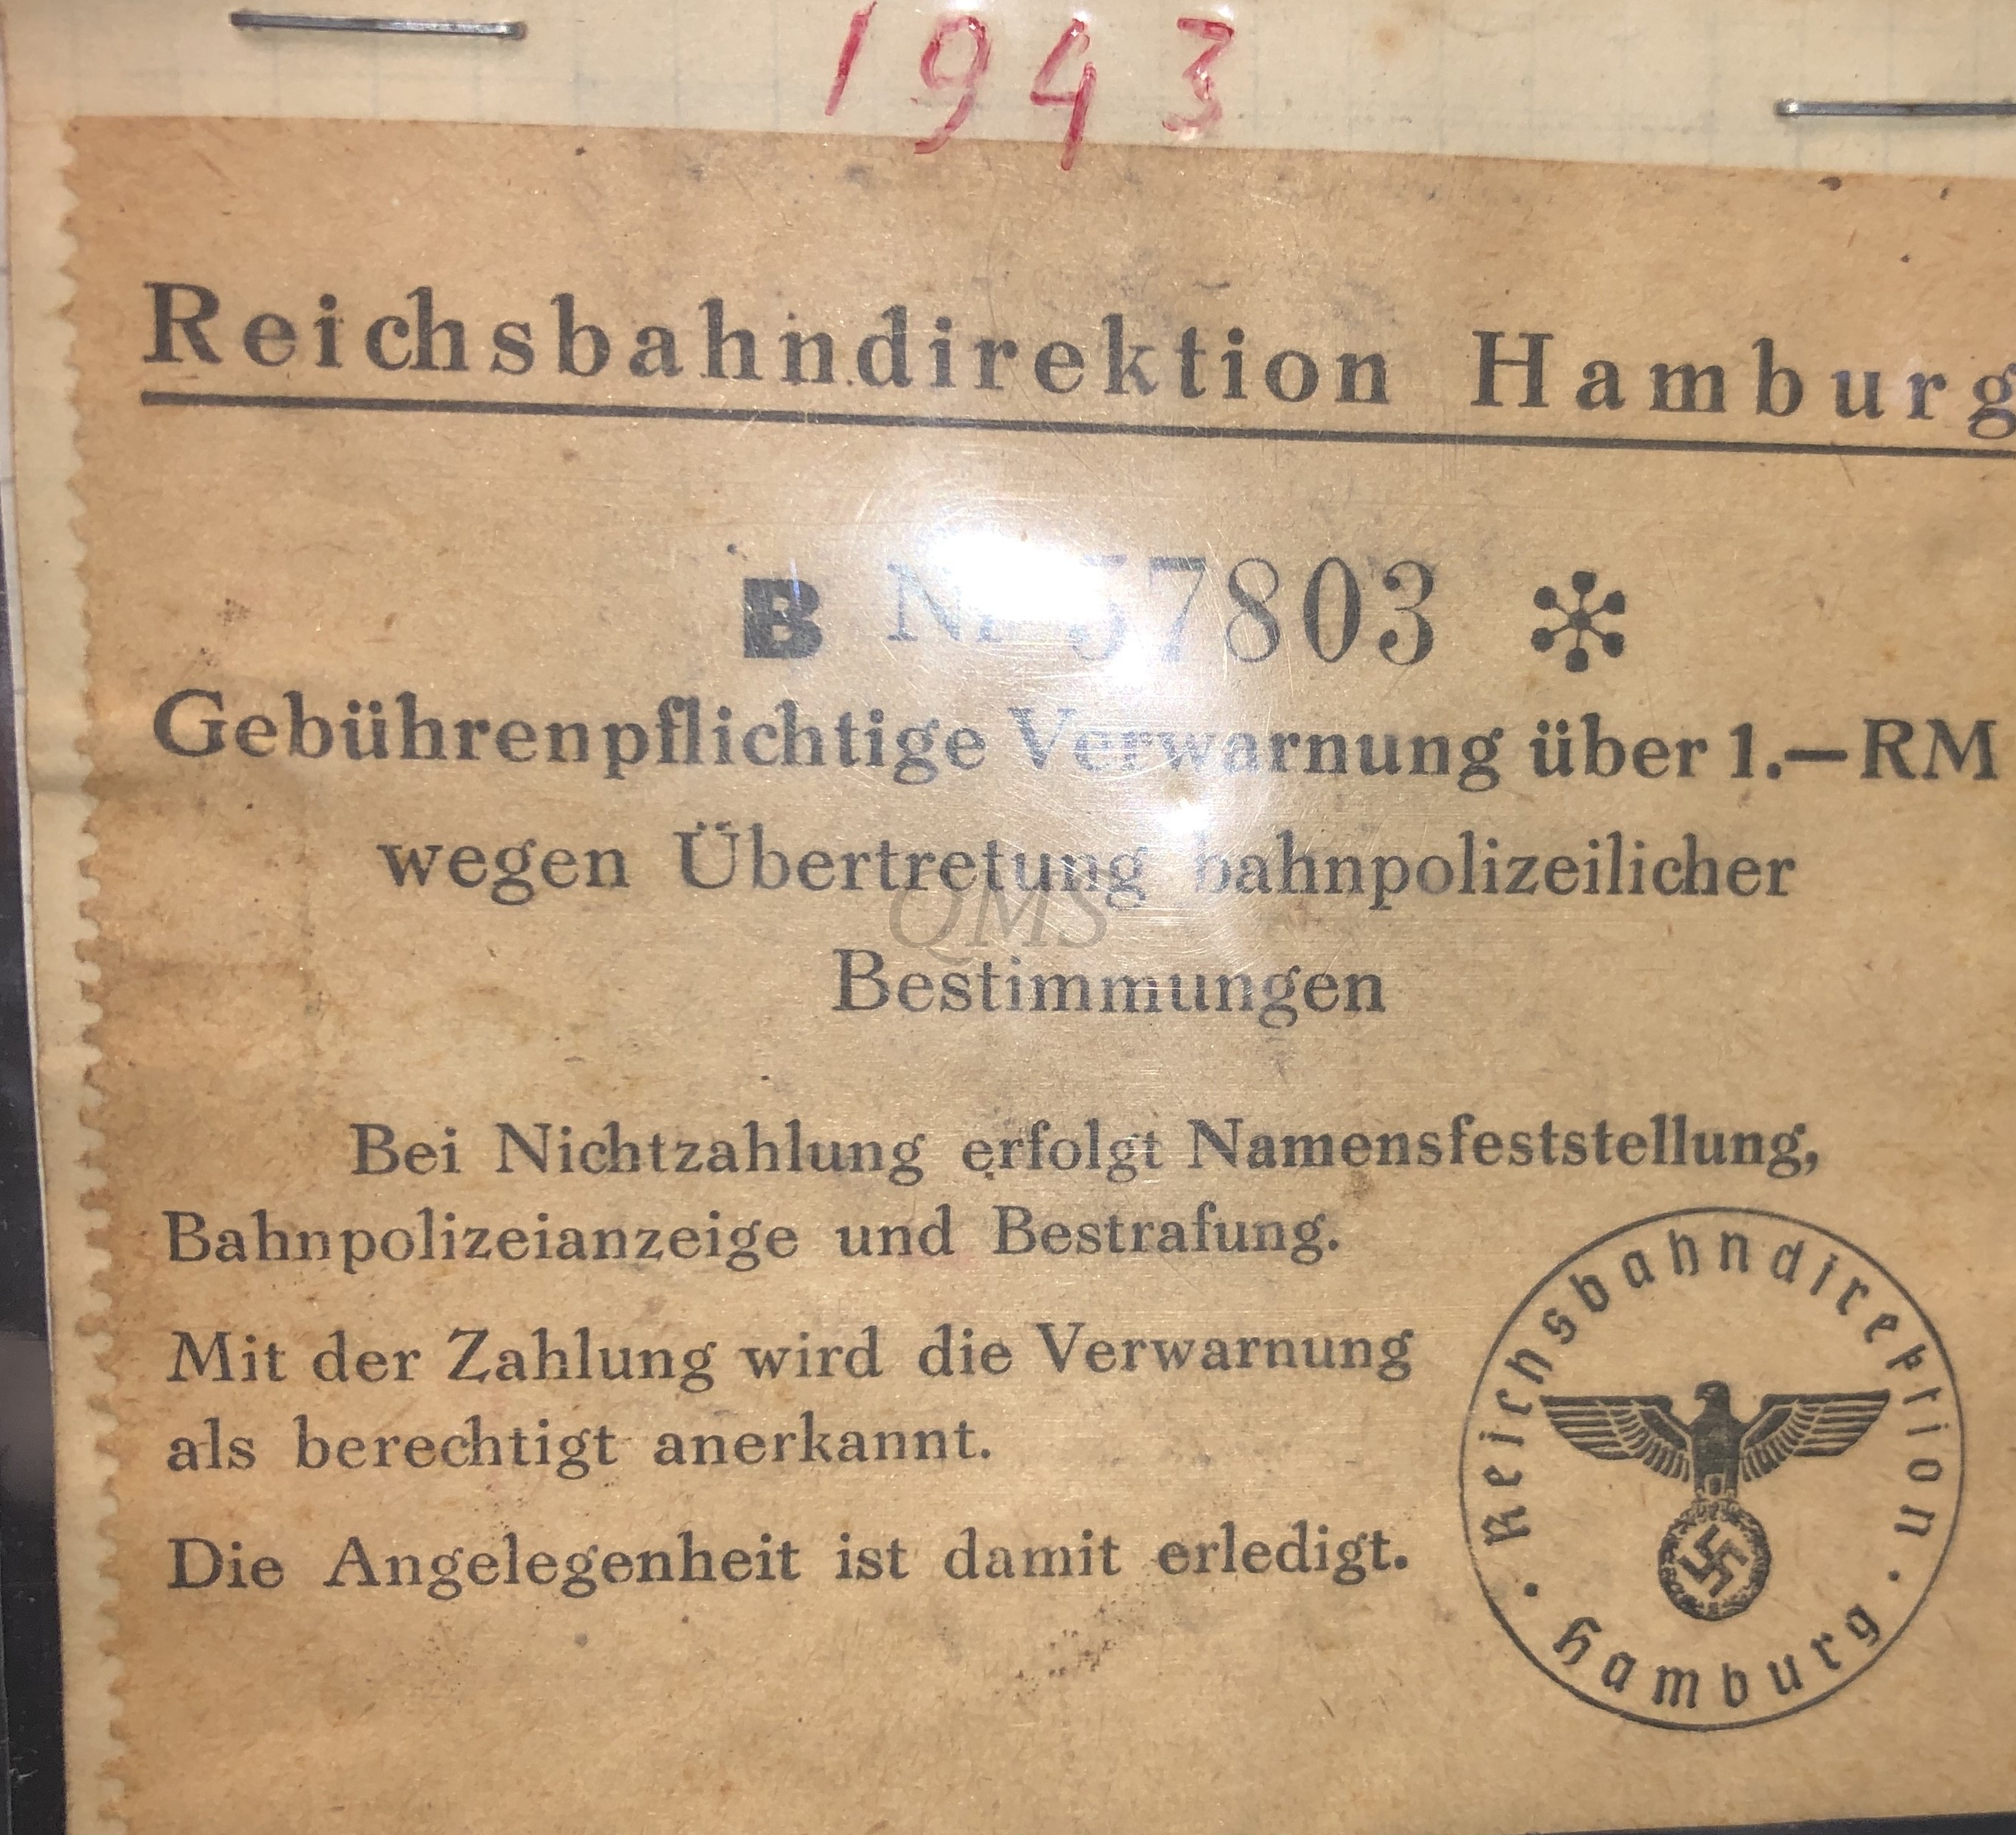 1943
Reichsbahndirektion Hamburg
B 57803
Gebührenpflichtige Verwarnung über 1.—RM
wegen Übertretung bahnpolizeilicher
QMS
Bestimmungen
Bei Nichtzahlung erfolgt Namensfeststellung,
Bahnpolizeianzeige und Bestrafung.
Mit der Zahlung wird die Verwarnung
als berechtigt anerkannt.
Die Angelegenheit ist damit erledigt.
Reichsbahndirektion
Hamburg